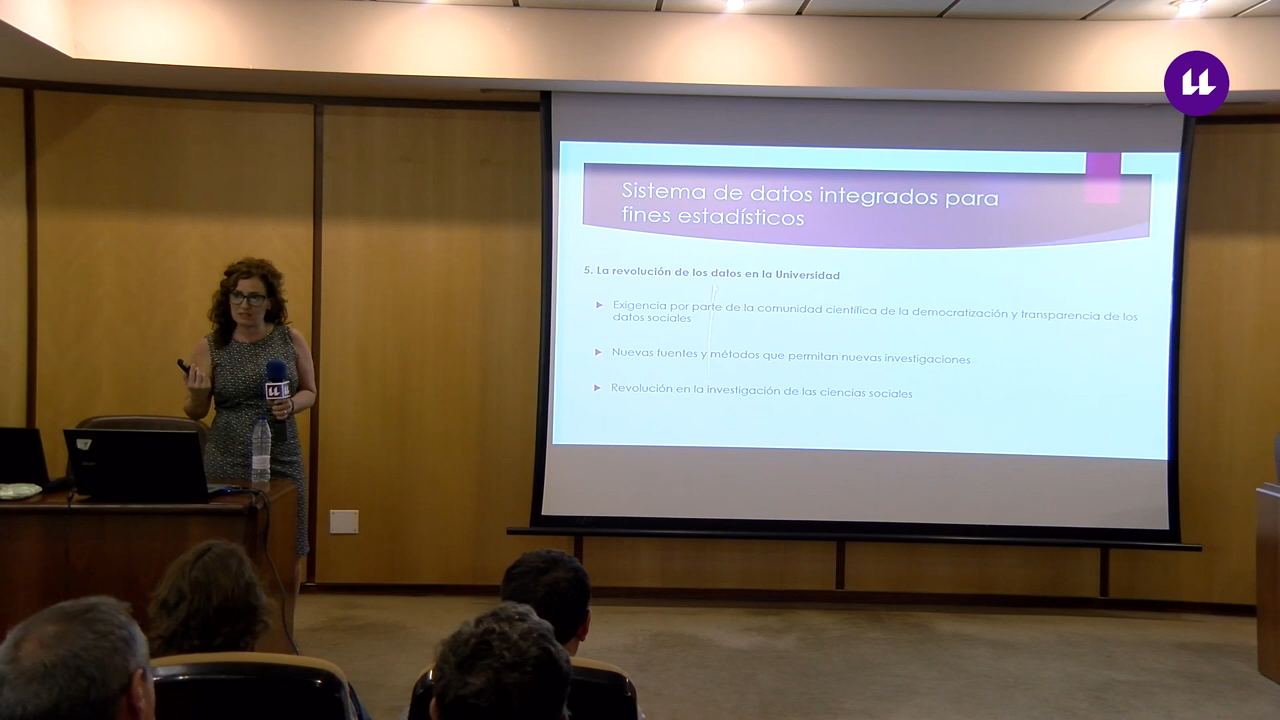 Sistema de datos integrados para
fines estadísticos
5. La revolución de los datos en la Universidad
Exigencia por parte de la comunidad científica de la democratización y transparencia de los
datos sociales
Nuevas fuentes y métodos que permitan nuevas investigaciones
Revolución en la investigación de las ciencias sociales